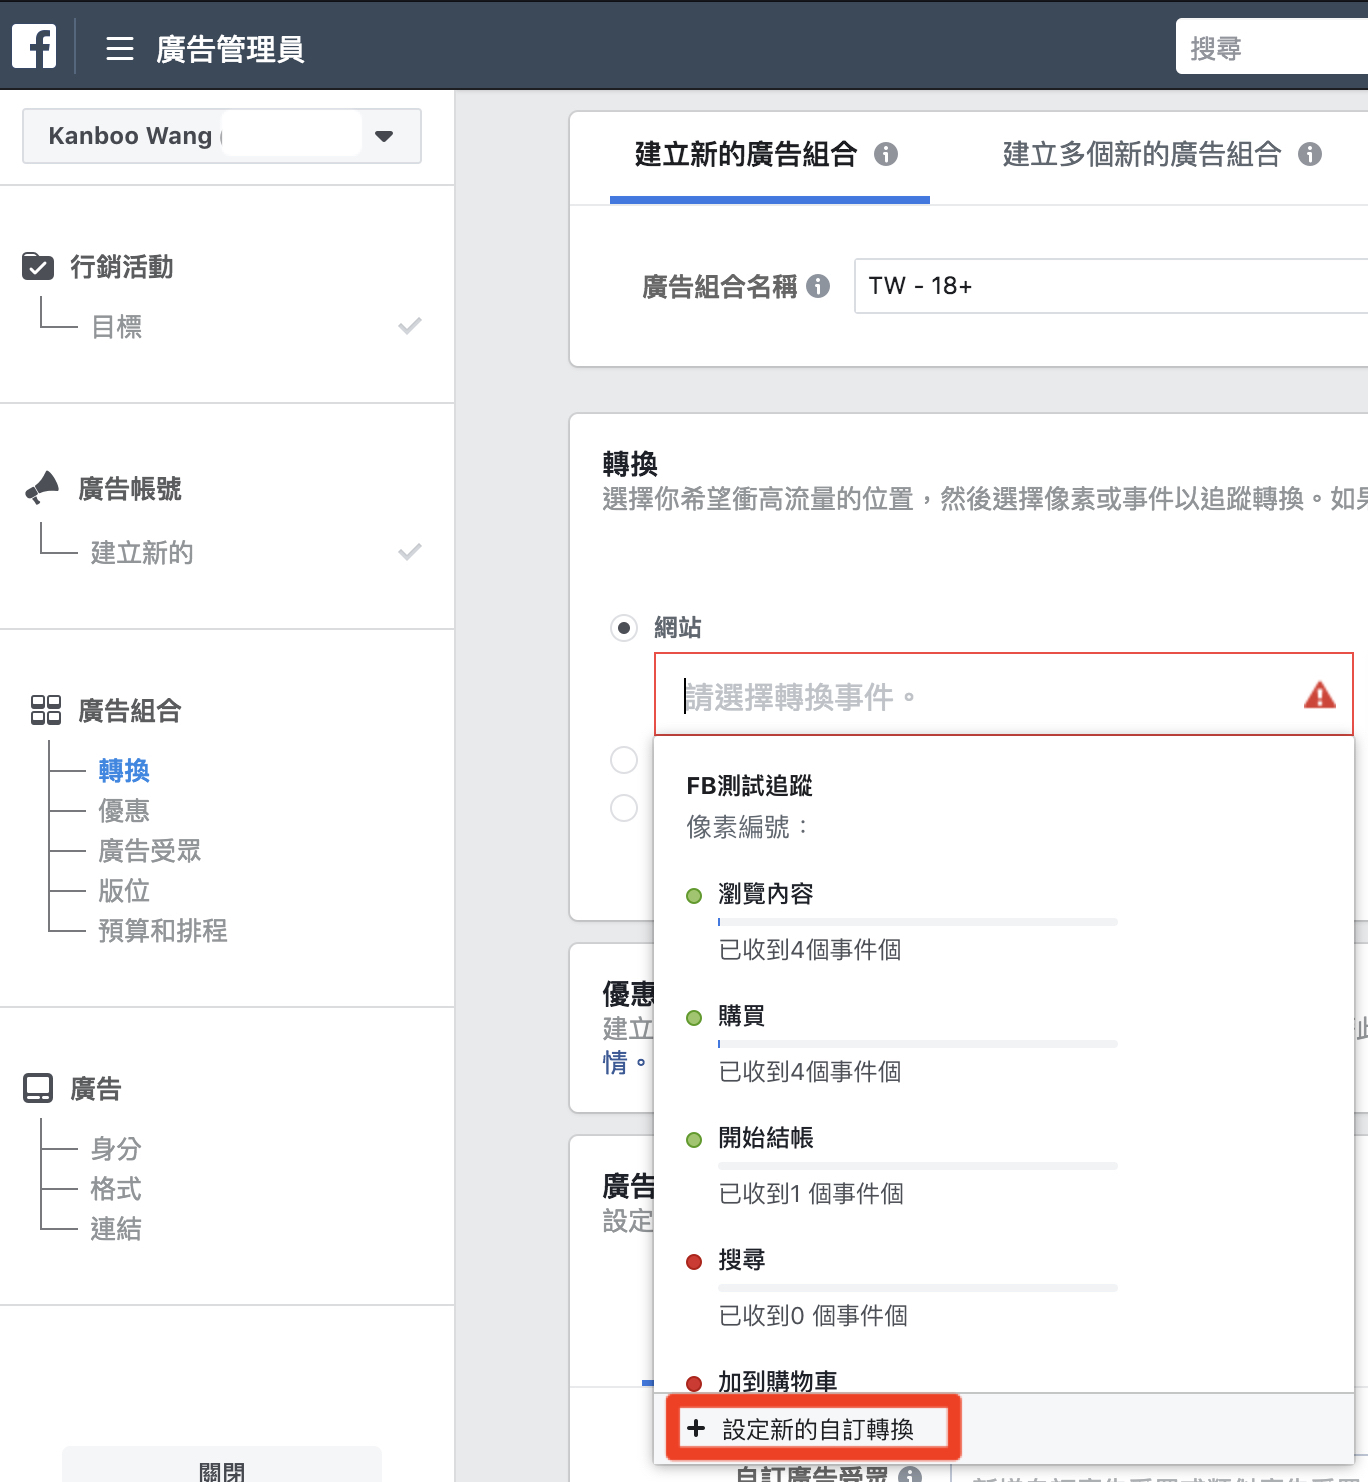 廣告管理員
搜尋
Kanboo Wang (
行銷活動
目標
廣告帳號
建立新的
廣告組合
轉換
優惠
廣告受眾
版位
預算和排程
廣告
身分
格式
連結
關閉
建立新的廣告組合
建立多個新的廣告組合
廣告組合名稱
TW - 18+
轉換
選擇你希望衝高流量的位置，然後選擇像素或事件以追蹤轉換。如果
網站
請選擇轉換事件。
FB測試追蹤
像素編號：
瀏覽內容
已收到4個事件個
購買
已收到4個事件個
開始結帳
已收到1 個事件個
搜尋
已收到0 個事件個
加到購物車
+ 設定新的自訂轉換
優惠
建立
情。
廣告
設定
自訂廣告受眾